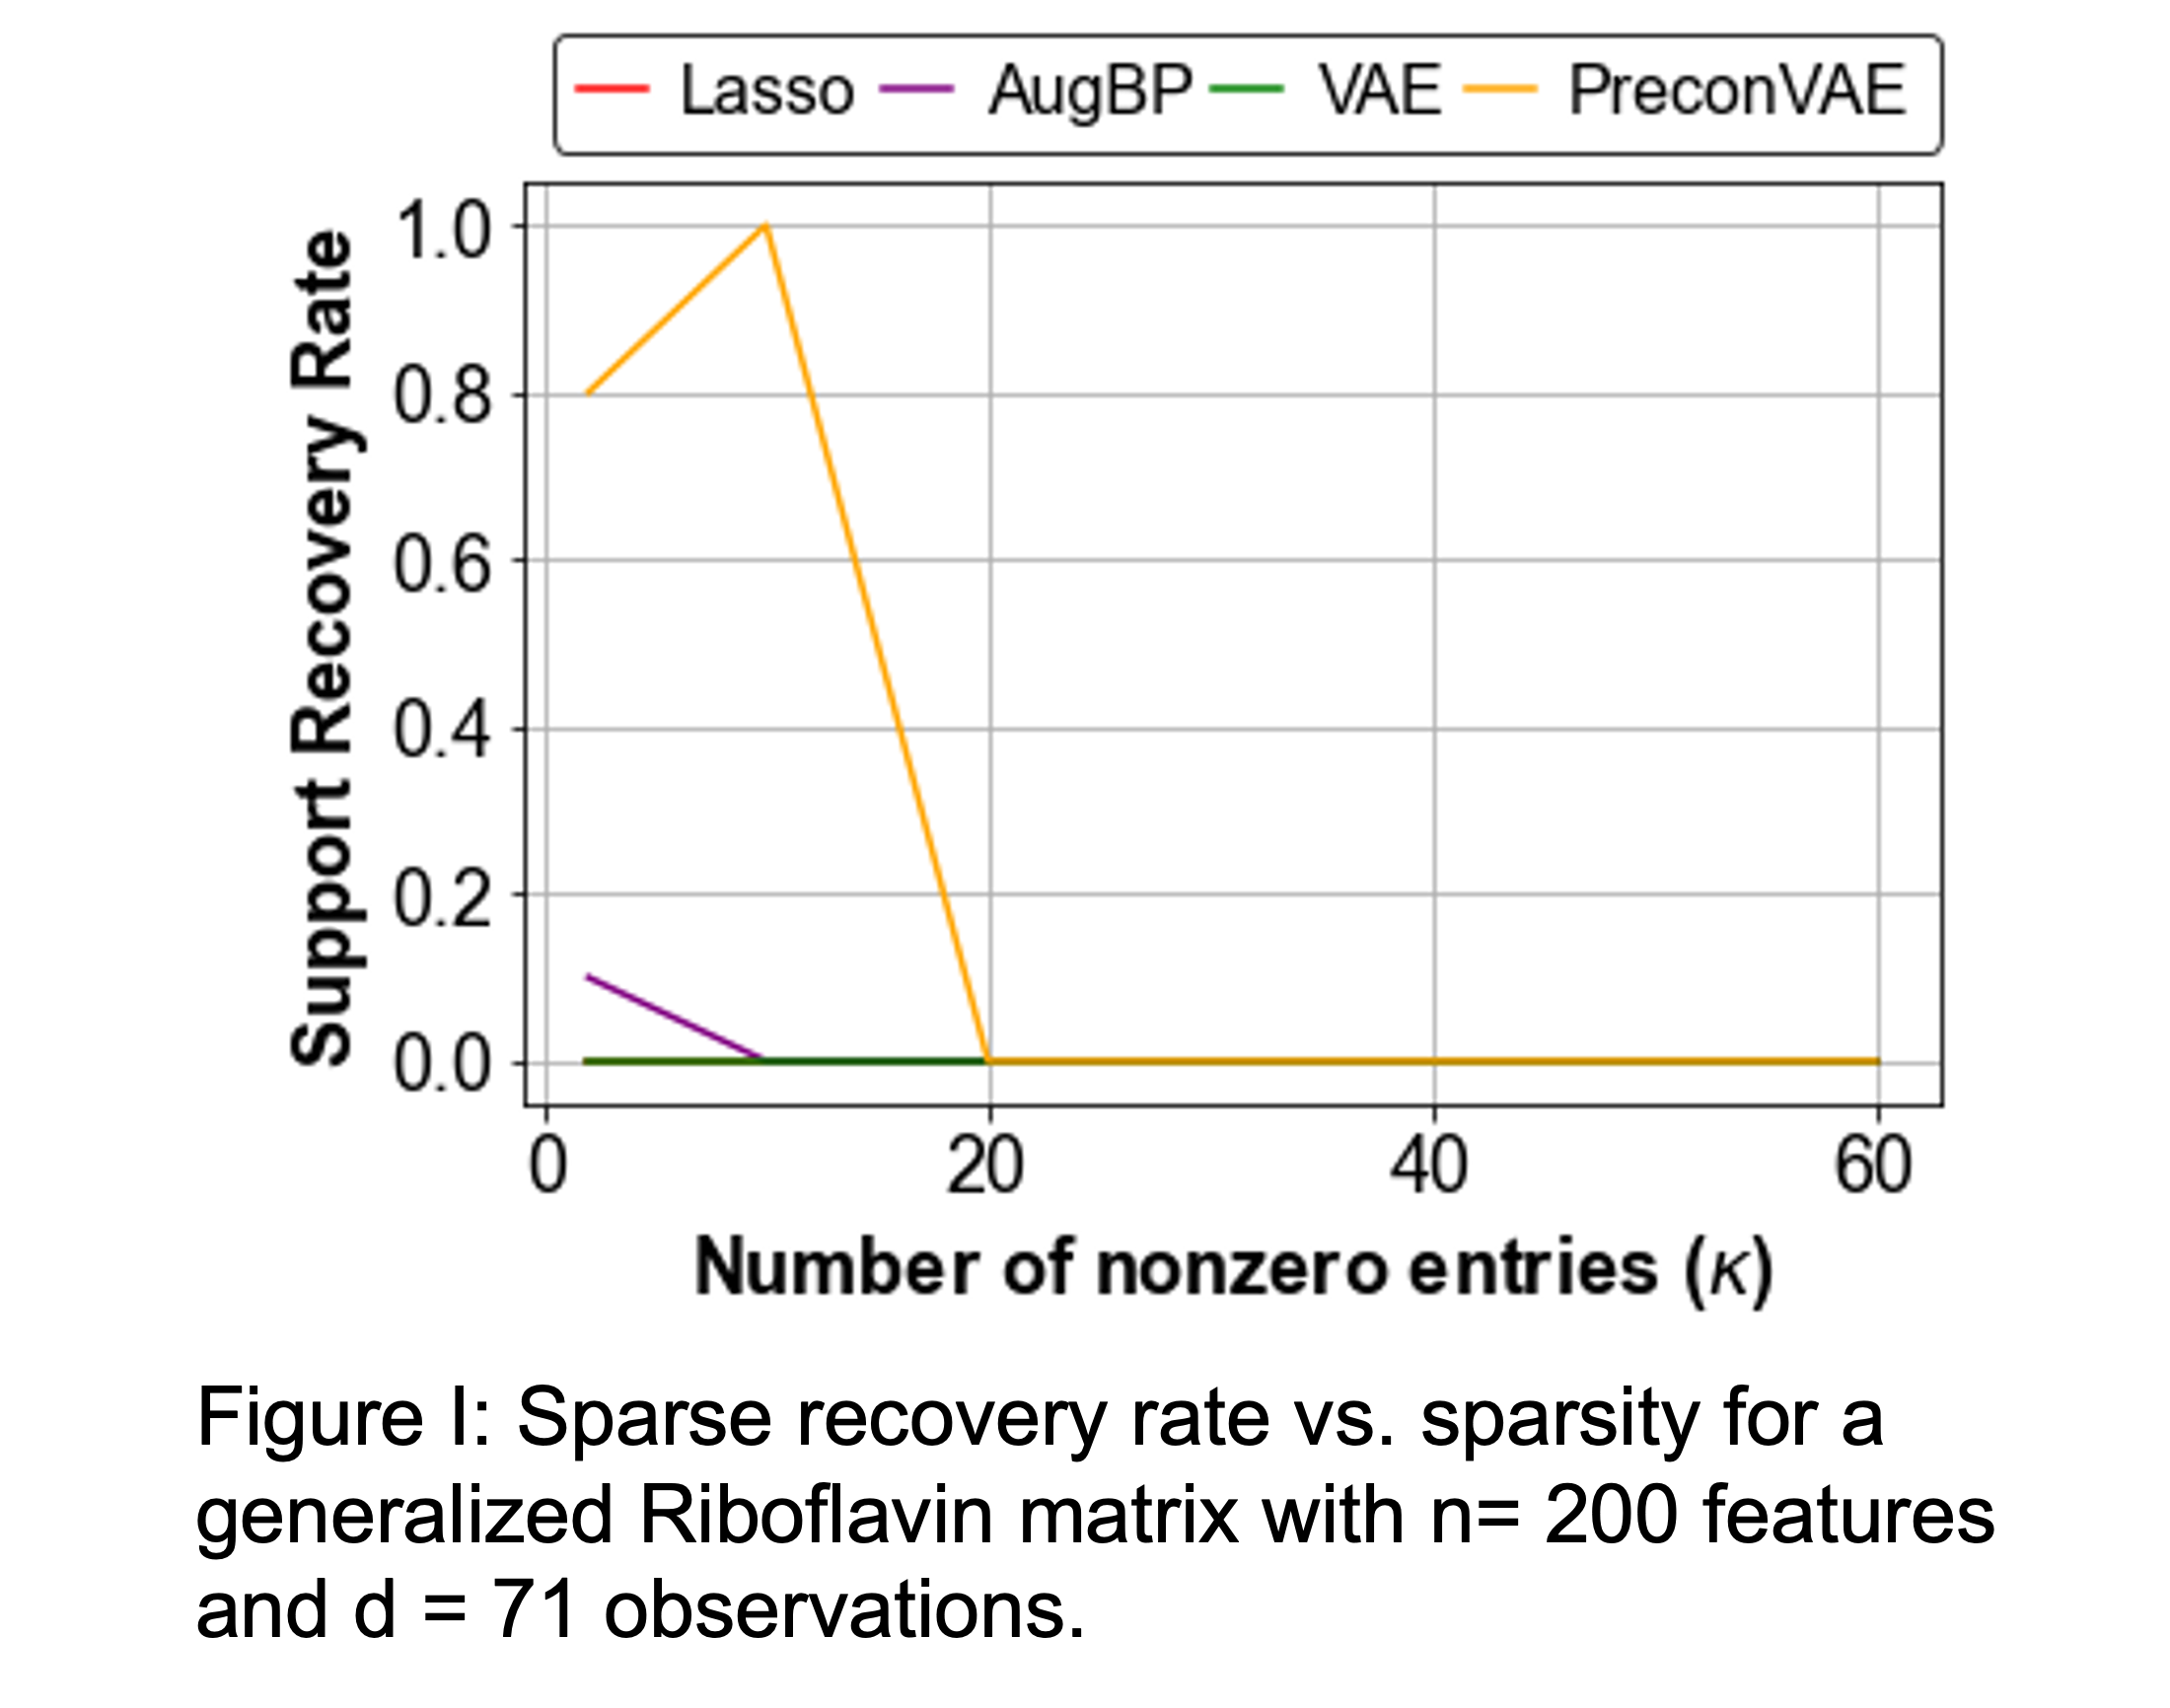 Lasso AugBP VAE PreconVAE
Support Recovery Rate
1.0
0.8
0.6
0.4
0.2
0.0
0 20 40 60
Number of nonzero entries (κ)
Figure I: Sparse recovery rate vs. sparsity for a
generalized Riboflavin matrix with n= 200 features
and d = 71 observations.